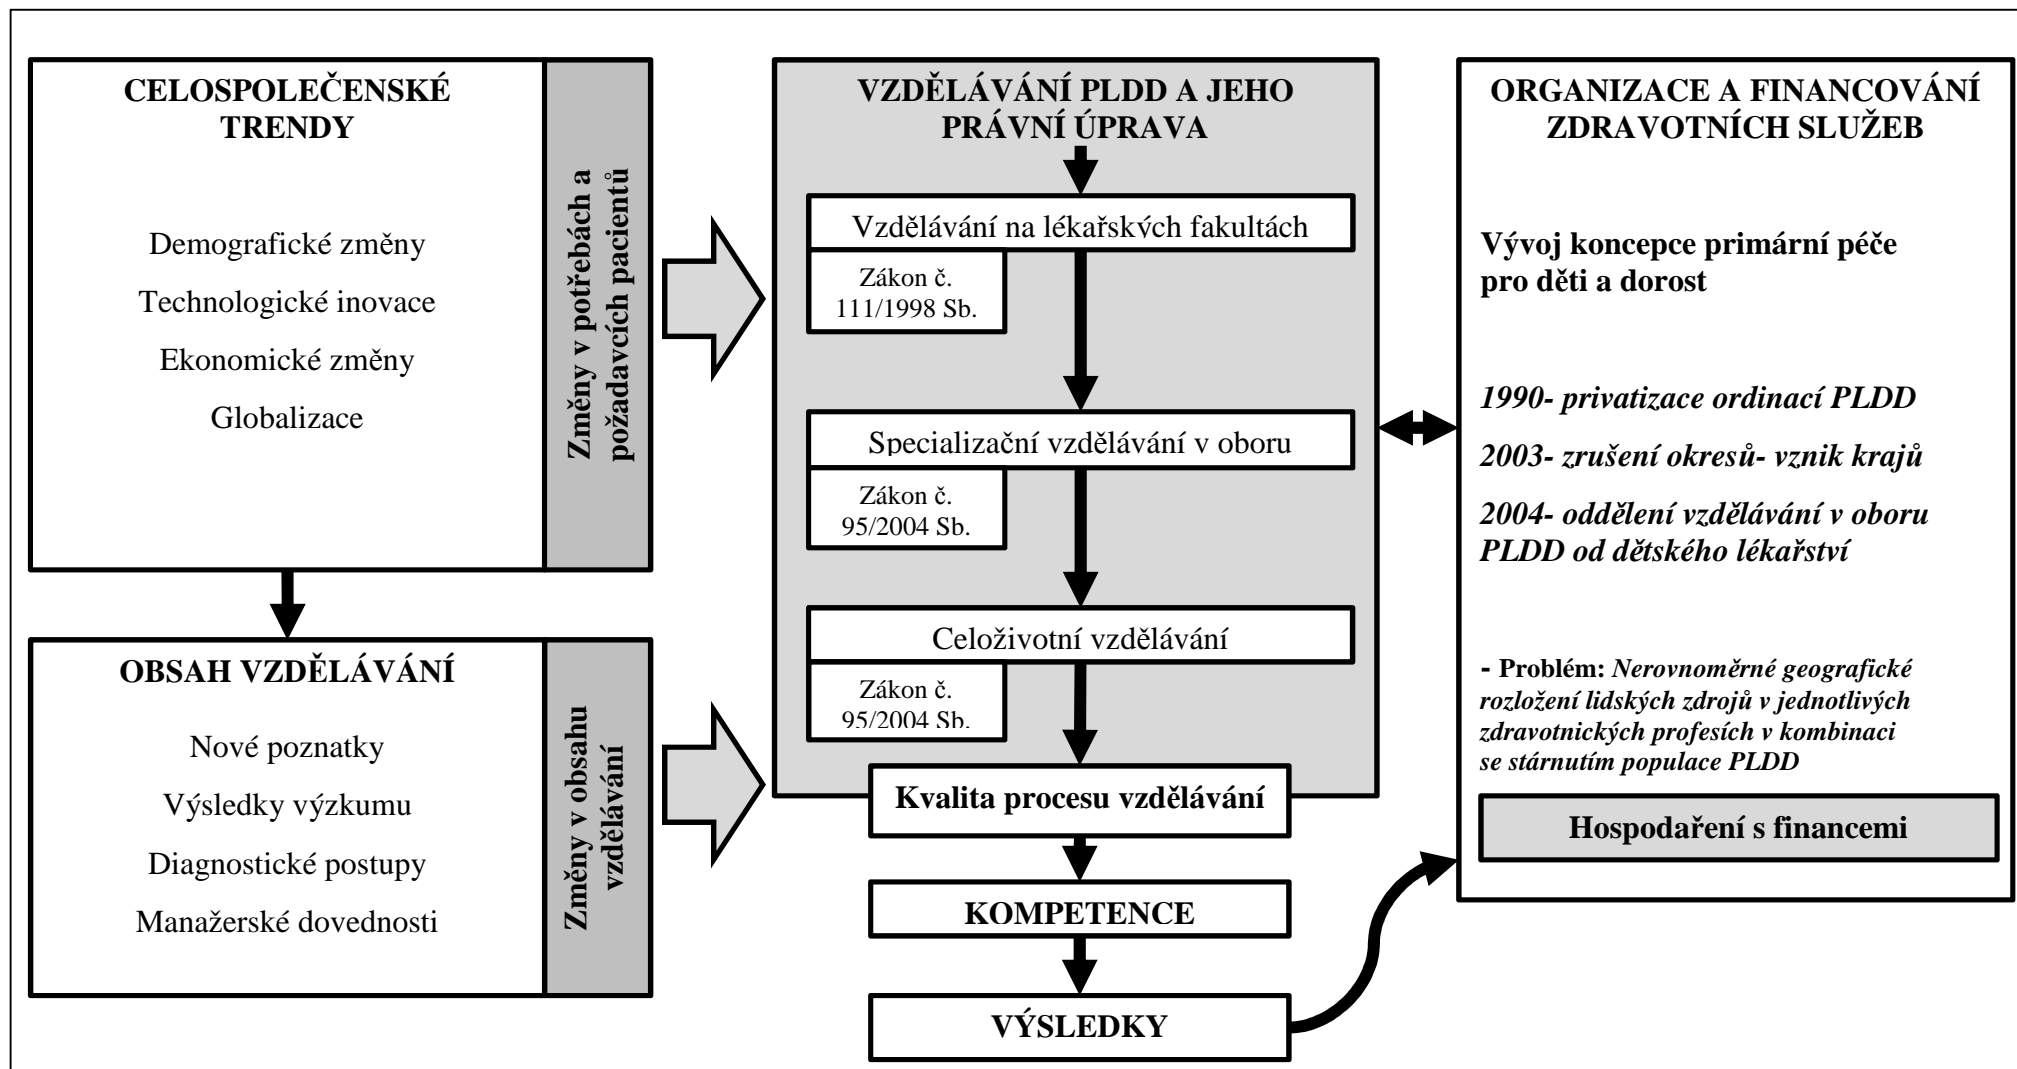 CELOSPOLEČENSKÉ
TRENDY
Demografické změny
Technologické inovace
Ekonomické změny
Globalizace
Změny v potřebách a
požadavcích pacientů
OBSAH VZDĚLÁVÁNÍ
Nové poznatky
Výsledky výzkumu
Diagnostické postupy
Manažerské dovednosti
Změny v obsahu
vzdělávání
VZDĚLÁVÁNÍ PLDD A JEHO
PRÁVNÍ ÚPRAVA
Vzdělávání na lékařských fakultách
Zákon č.
111/1998 Sb.
Specializační vzdělávání v oboru
Zákon č.
95/2004 Sb.
Celoživotní vzdělávání
Zákon č.
95/2004 Sb.
Kvalita procesu vzdělávání
KOMPETENCE
VÝSLEDKY
ORGANIZACE A FINANCOVÁNÍ
ZDRAVOTNÍCH SLUŽEB
Vývoj koncepce primární péče
pro děti a dorost
1990- privatizace ordinací PLDD
2003- zrušení okresů- vznik krajů
2004- oddělení vzdělávání v oboru
PLDD od dětského lékařství
- Problém: Nerovnoměrné geografické
rozložení lidských zdrojů v jednotlivých
zdravotnických profesích v kombinaci
se stárnutím populace PLDD
Hospodaření s financemi